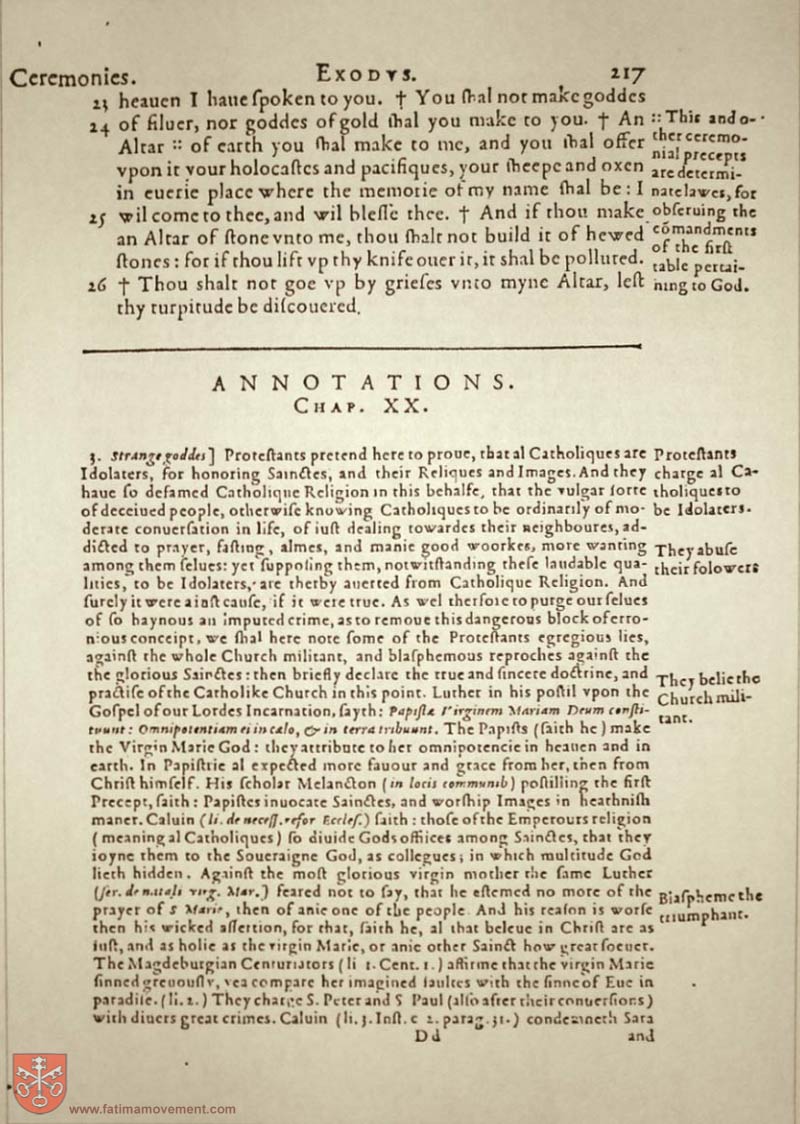 Ceremonies. EXODVS. 217
23 heauen I haue ſpoken to you. † You ſhal not make goddes
24 of ſiluer, nor goddes of gold ſhal you make to you. † An
Altar :: of earth you ſhal make to me, and you ſhal offer
vpon it your holocaſtes and pacifiques, your ſheepe and oxen
in euerie place where the memorie of my name ſhal be: I
25 wil come to thee, and wil bleſſe thee. † And if thou make
an Altar of ſtone vnto me, thou ſhalt not build it of hewed
ſtones: for if thou lift vp thy knife ouer it, it shal be polluted.
26 † Thou shalt not goe vp by grieſes vnto myne Altar, leſt
thy turpitude be diſcouered.
:: This and o-
ther ceremo-
nial precepts
are determi-
nate lawes, for
obſeruing the
cōmandments
of the firſt
table pertai-
ning to God.
ANNOTATIONS.
CHAP. XX.
3. Strange goddes] Proteſtants pretend here to proue, that al Catholiques are
Idolaters, for honoring Sainctes, and their Reliques and Images. And they
haue ſo defamed Catholique Religion in this behalfe, that the vulgar ſorte
of deceiued people, otherwiſe knowing Catholiques to be ordinarily of mo-
derate conuerſation in life, of iuſt dealing towardes their neighboures, ad-
dicted to prayer, faſting, almes, and manie good woorkes, more wanting
among them ſelues: yet ſuppoſing them, notwitſtanding theſe laudable qua-
lities, to be Idolaters, are therby auerted from Catholique Religion. And
ſurely it were a iuſt cauſe, if it were true. As wel therfore to purge our ſelues
of ſo haynous an imputed crime, as to remoue this dangerous block of erro-
nious conceipt, we ſhal here note ſome of the Proteſtants egregious lies,
againſt the whole Church militant, and blaſphemous reproches againſt the
the glorious Sainctes: then briefly declare the true and ſincere doctrine, and
practiſe of the Catholike Church in this point. Luther in his poſtil vpon the
Goſpel of our Lordes Incarnation, ſayth: Papiſtæ Virginem Mariam Deum conſti-
tuunt: Omnipotentiam ei in cælo, & in terra tribuunt. The Papiſts (ſaith he) make
the Virgin Marie God: they attribute to her omnipotencie in heauen and in
earth. In Papiſtrie al expected more fauour and grace from her, then from
Chriſt himſelf. His ſcholar Melancton (in locis communib) poſtilling the firſt
Precept, ſaith: Papiſtes inuocate Sainctes, and worſhip Images in heathniſh
maner. Caluin (li. de neceſſ. refor Eccleſ.) ſaith: thoſe of the Emperours religion
(meaning al Catholiques) ſo diuide Gods offices among Sainctes, that they
ioyne them to the Soueraigne God, as collegues; in which multitude God
lieth hidden. Againſt the moſt glorious virgin mother the ſame Luther
(ſer. de natali virg. Mar.) feared not to ſay, that he eſtemed no more of the
prayer of S Marie, then of anie one of the people. And his reaſon is worſe
then his wicked aſſertion, for that, ſaith he, al that beleue in Chriſt are as
iuſt, and as holie as the virgin Marie, or anie other Sainct how great ſoeuer.
The Magdeburgian Centuriators (li 1. Cent. 1.) affirme that the virgin Marie
ſinned greuouſly, yea compare her imagined faultes with the ſinne of Eue in
paradiſe. (li. 2.) They charge S. Peter and S Paul (alſo after their conuerſions)
with diuers great crimes. Caluin (li. 3. Inſt. c 2. parag. 31.) condemneth Sara
Dd and
Proteſtants
charge al Ca-
tholiques to
be Idolaters.
They abuſe
their folowers
They belie the
Church mili-
tant.
Blaſpheme the
triumphant.
www.fatimamovement.com